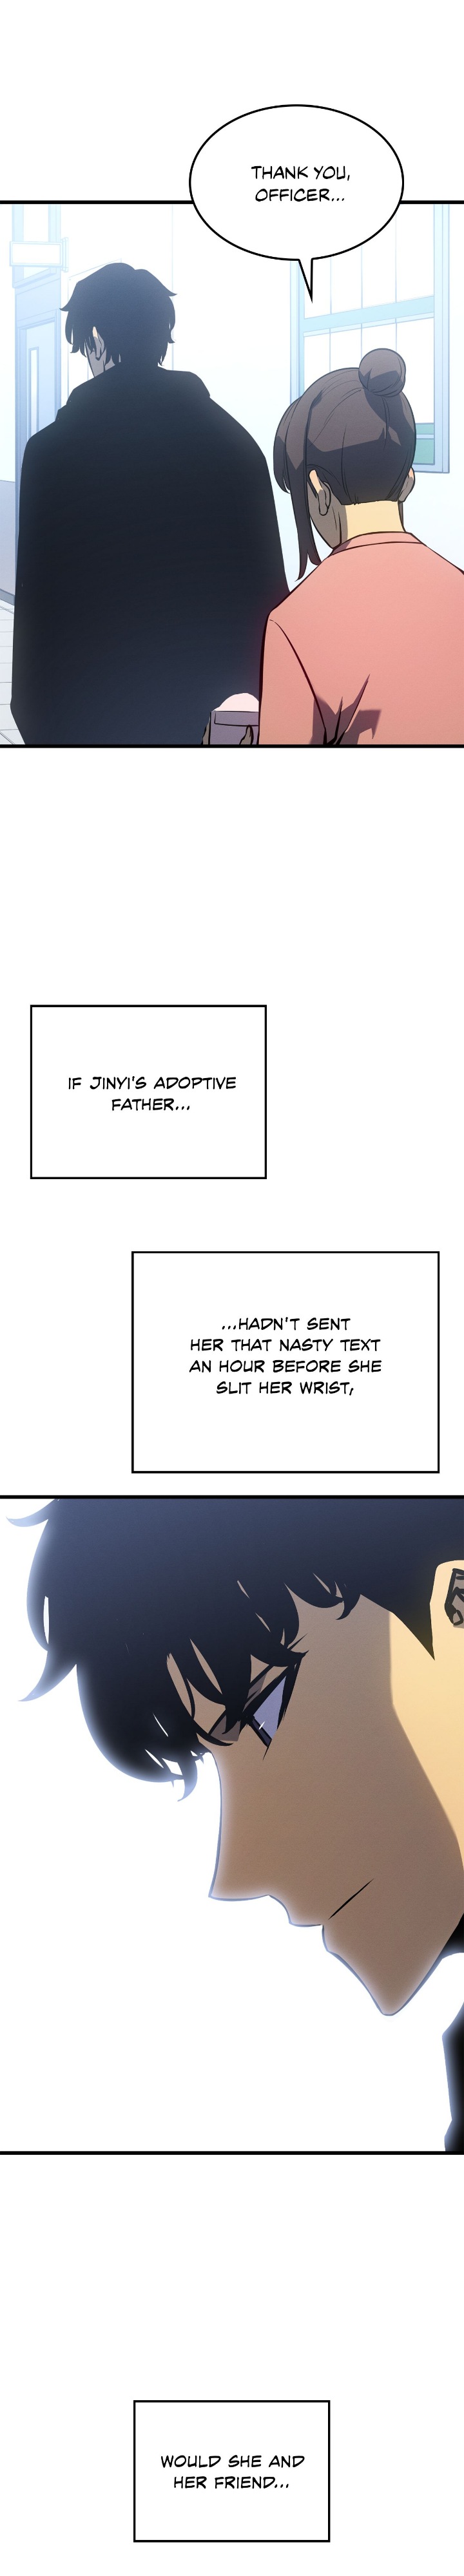 THANK YOU,
OFFICER...
IF JINYI'S ADOPTIVE
FATHER...
...HADN'T SENT
HER THAT NASTY TEXT
AN HOUR BEFORE SHE
SLIT HER WRIST,
WOULD SHE AND
HER FRIEND...